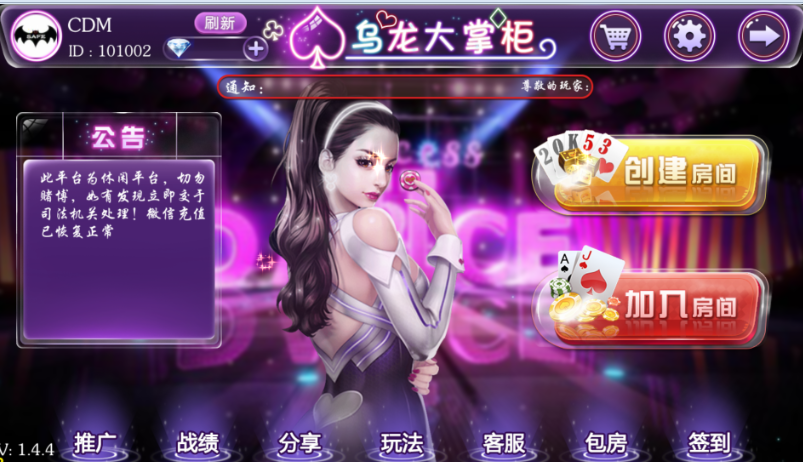 CDM
刷新
ID : 101002
SAFE
乌龙大掌柜
通知:
尊敬的玩家:
公告
此平台为休闲平台，切勿
赌博，如有发现立即交于
司法机关处理！微信充值
已恢复正常
20K53
创建房间
A J
加入房间
V: 1.4.4
推广
战绩
分享
玩法
客服
包房
签到